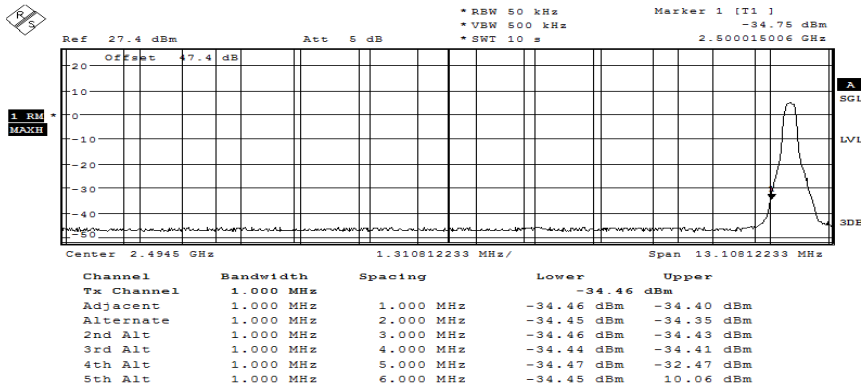 R S
* RBW 50 kHz Marker 1 [T1 ]
* VBW 500 kHz -34.75 dBm
Ref 27.4 dBm Att 5 dB * SWT 10 s 2.500015006 GHz
Offset 47.4 dB
20
A
10
SGL
1 RM * 0
MAXH
-10
LVL
-20
-30
-40
3DB
-50
Center 2.4945 GHz 1.310812233 MHz/ Span 13.10812233 MHz
Channel Bandwidth Spacing Lower Upper
Tx Channel 1.000 MHz -34.46 dBm
Adjacent 1.000 MHz 1.000 MHz -34.46 dBm -34.40 dBm
Alternate 1.000 MHz 2.000 MHz -34.45 dBm -34.35 dBm
2nd Alt 1.000 MHz 3.000 MHz -34.46 dBm -34.43 dBm
3rd Alt 1.000 MHz 4.000 MHz -34.44 dBm -34.41 dBm
4th Alt 1.000 MHz 5.000 MHz -34.47 dBm -32.47 dBm
5th Alt 1.000 MHz 6.000 MHz -34.45 dBm 10.06 dBm